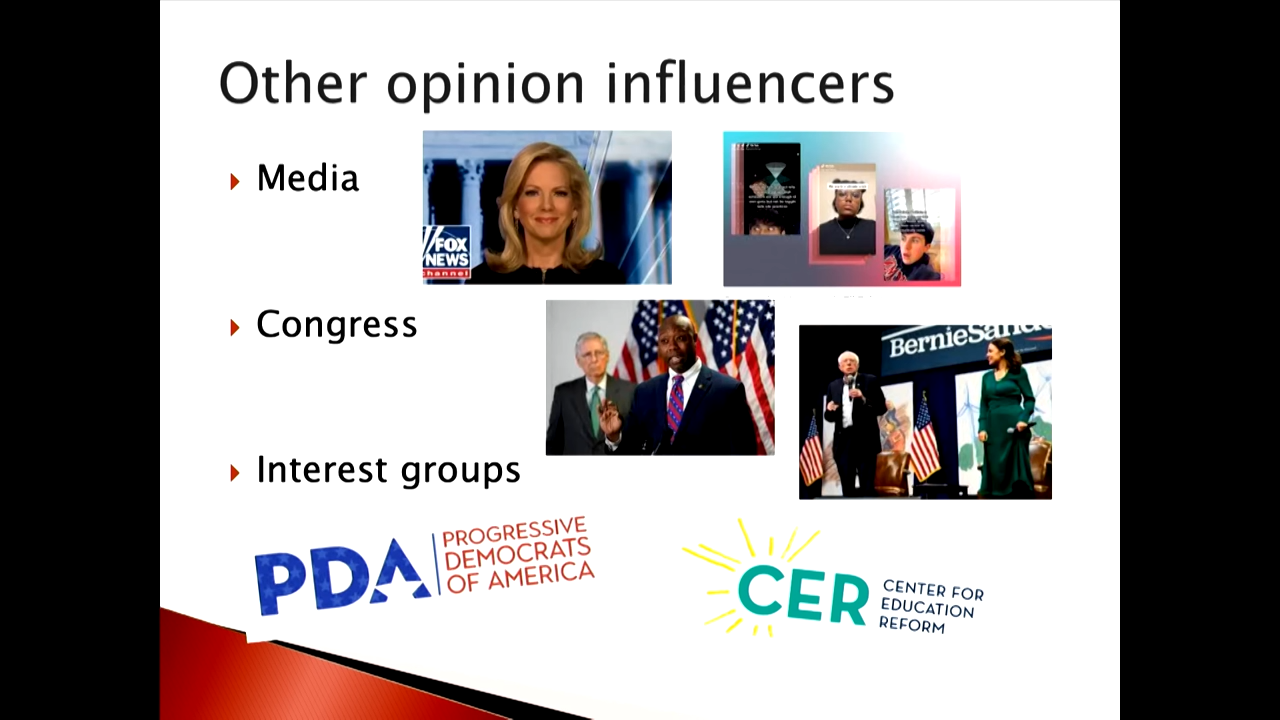 Other opinion influencers
Media
FOX
NEWS
channel
Congress
BernieSande
Interest groups
PDA
PROGRESSIVE
DEMOCRATS
OF AMERICA
CER
CENTER FOR
EDUCATION
REFORM